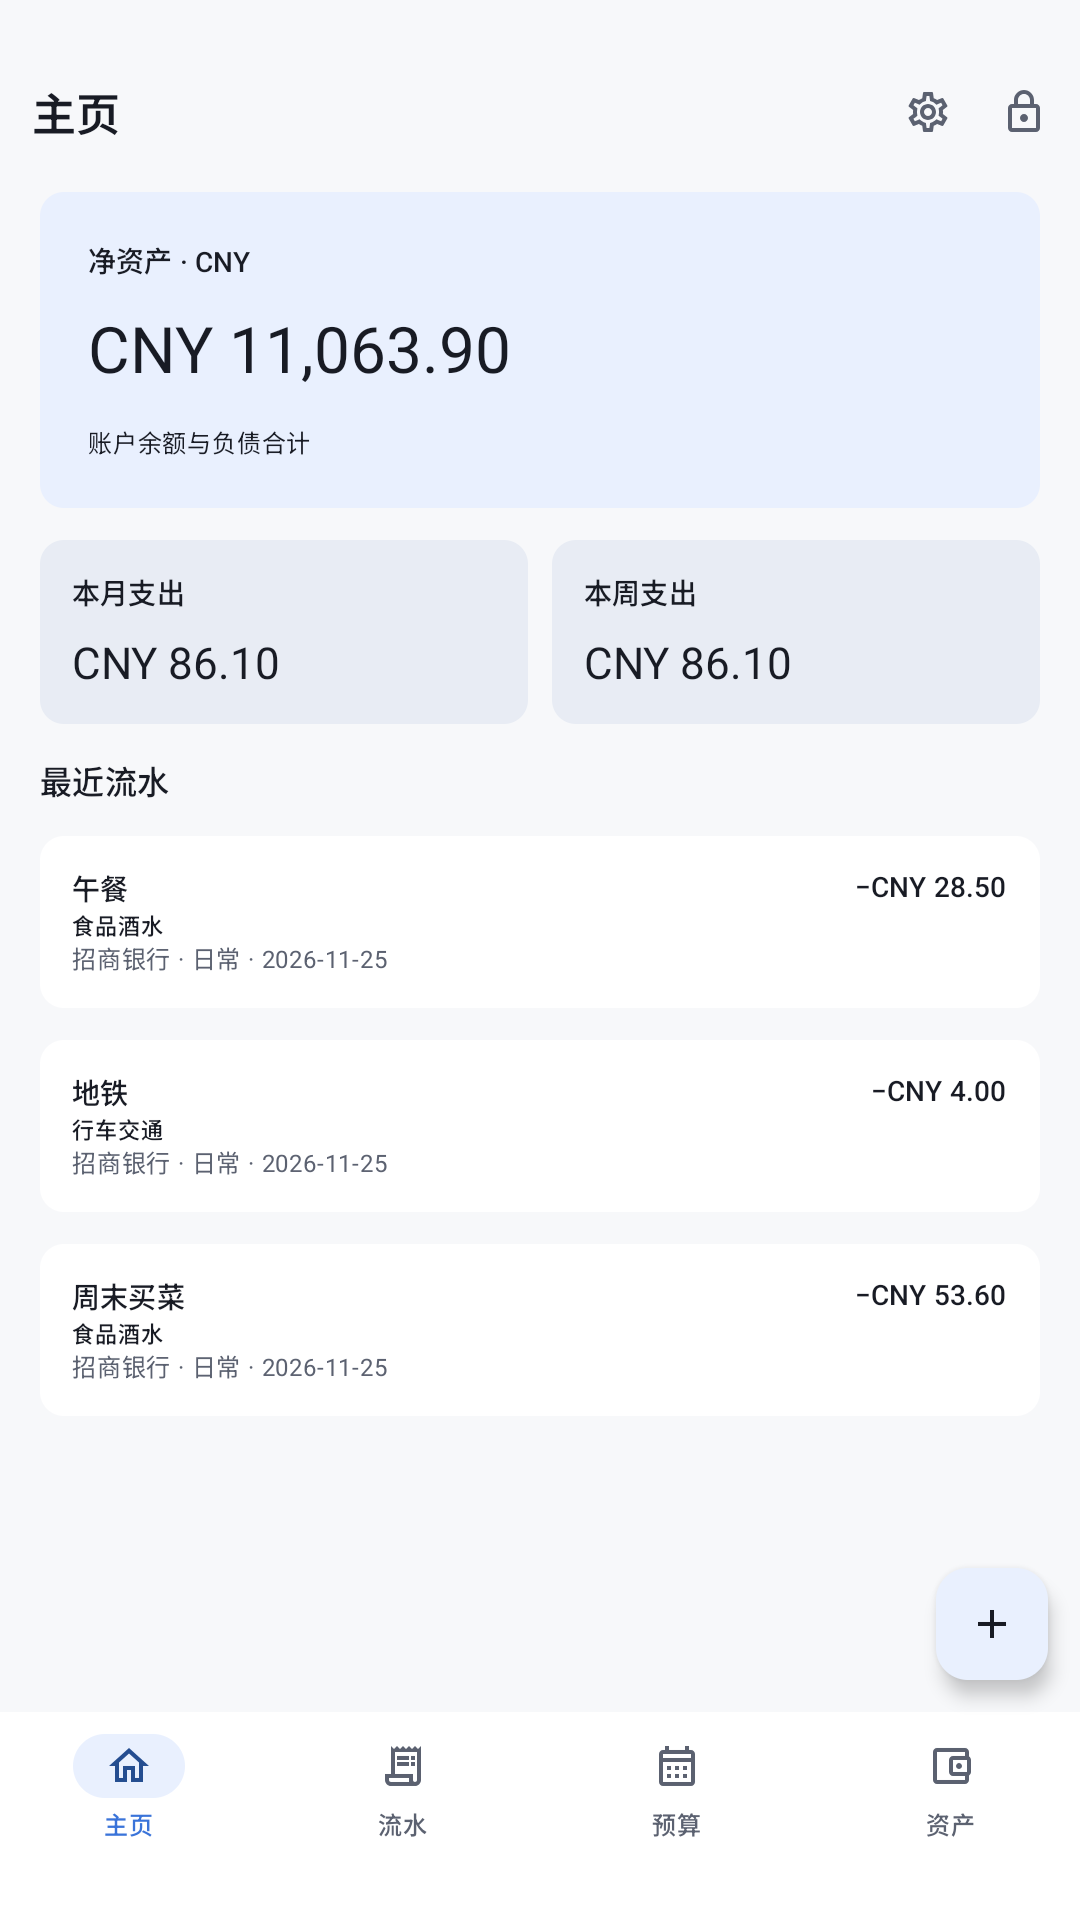 主页
净资产 · CNY
CNY 11,063.90
账户余额与负债合计
本月支出
CNY 86.10
本周支出
CNY 86.10
最近流水
午餐
−CNY 28.50
食品酒水
招商银行 · 日常 · 2026-11-25
地铁
−CNY 4.00
行车交通
招商银行 · 日常 · 2026-11-25
周末买菜
−CNY 53.60
食品酒水
招商银行 · 日常 · 2026-11-25
主页
流水
预算
资产